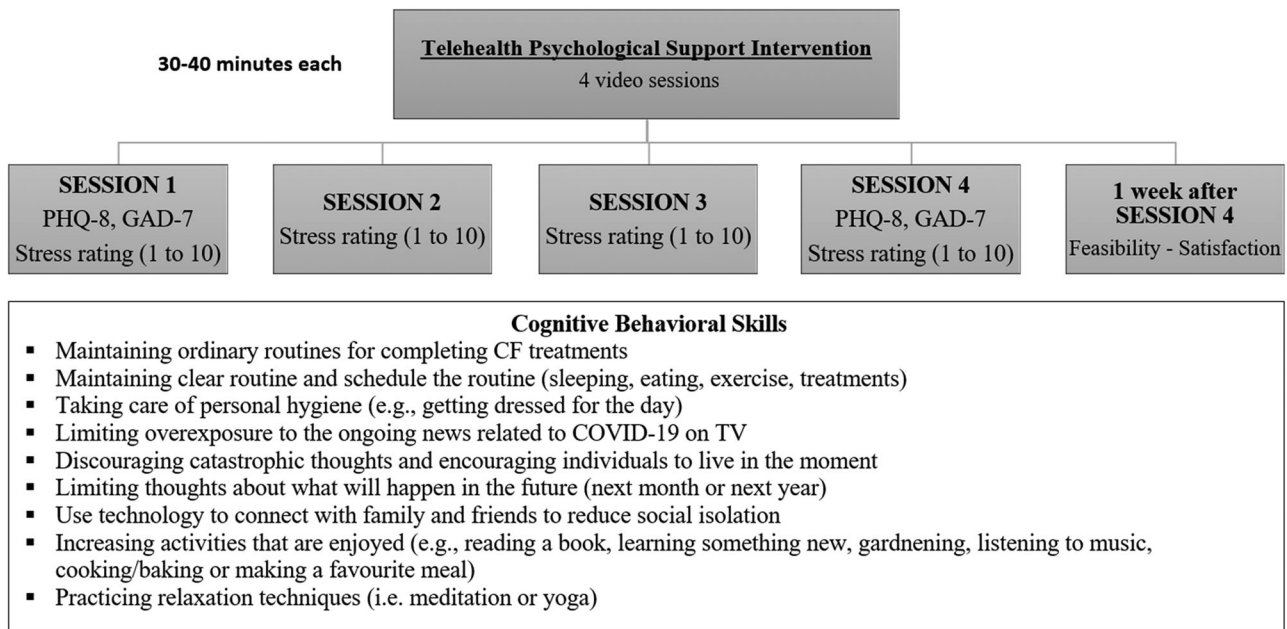 30-40 minutes each
Telehealth Psychological Support Intervention
4 video sessions
SESSION 1
PHQ-8, GAD-7
Stress rating (1 to 10)
SESSION 2
Stress rating (1 to 10)
SESSION 3
Stress rating (1 to 10)
SESSION 4
PHQ-8, GAD-7
Stress rating (1 to 10)
1 week after
SESSION 4
Feasibility - Satisfaction
Cognitive Behavioral Skills
▪ Maintaining ordinary routines for completing CF treatments
▪ Maintaining clear routine and schedule the routine (sleeping, eating, exercise, treatments)
▪ Taking care of personal hygiene (e.g., getting dressed for the day)
▪ Limiting overexposure to the ongoing news related to COVID-19 on TV
▪ Discouraging catastrophic thoughts and encouraging individuals to live in the moment
▪ Limiting thoughts about what will happen in the future (next month or next year)
▪ Use technology to connect with family and friends to reduce social isolation
▪ Increasing activities that are enjoyed (e.g., reading a book, learning something new, gardnening, listening to music,
cooking/baking or making a favourite meal)
▪ Practicing relaxation techniques (i.e. meditation or yoga)